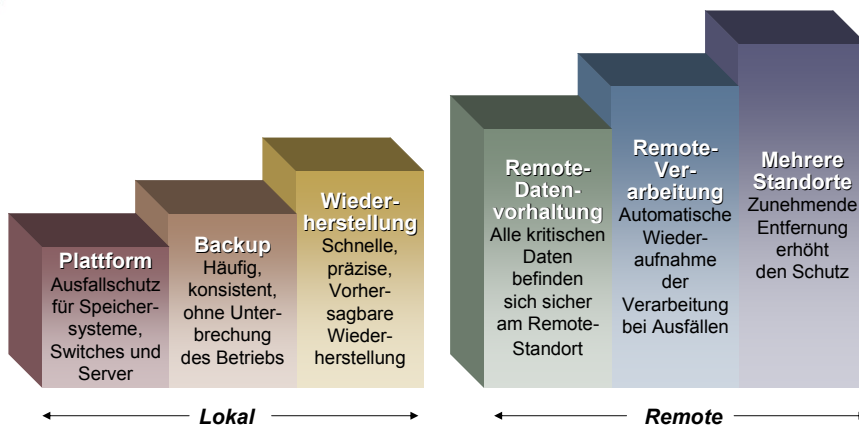 Plattform
Ausfallschutz
für Speicher-
systeme,
Switches und
Server
Backup
Häufig,
konsistent,
ohne Unter-
brechung
des Betriebs
Wieder-
herstellung
Schnelle,
präzise,
Vorher-
sagbare
Wieder-
herstellung
Remote-
Daten-
vorhaltung
Alle kritischen
Daten
befinden
sich sicher
am Remote-
Standort
Remote-
Ver-
arbeitung
Automatische
Wieder-
aufnahme
der
Verarbeitung
bei Ausfällen
Mehrere
Standorte
Zunehmende
Entfernung
erhöht
den Schutz
Lokal
Remote